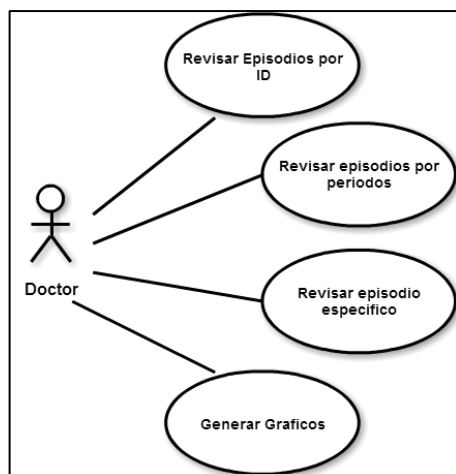 Revisar Episodios por
ID
Revisar episodios por
periodos
Doctor
Revisar episodio
especifico
Generar Graficos